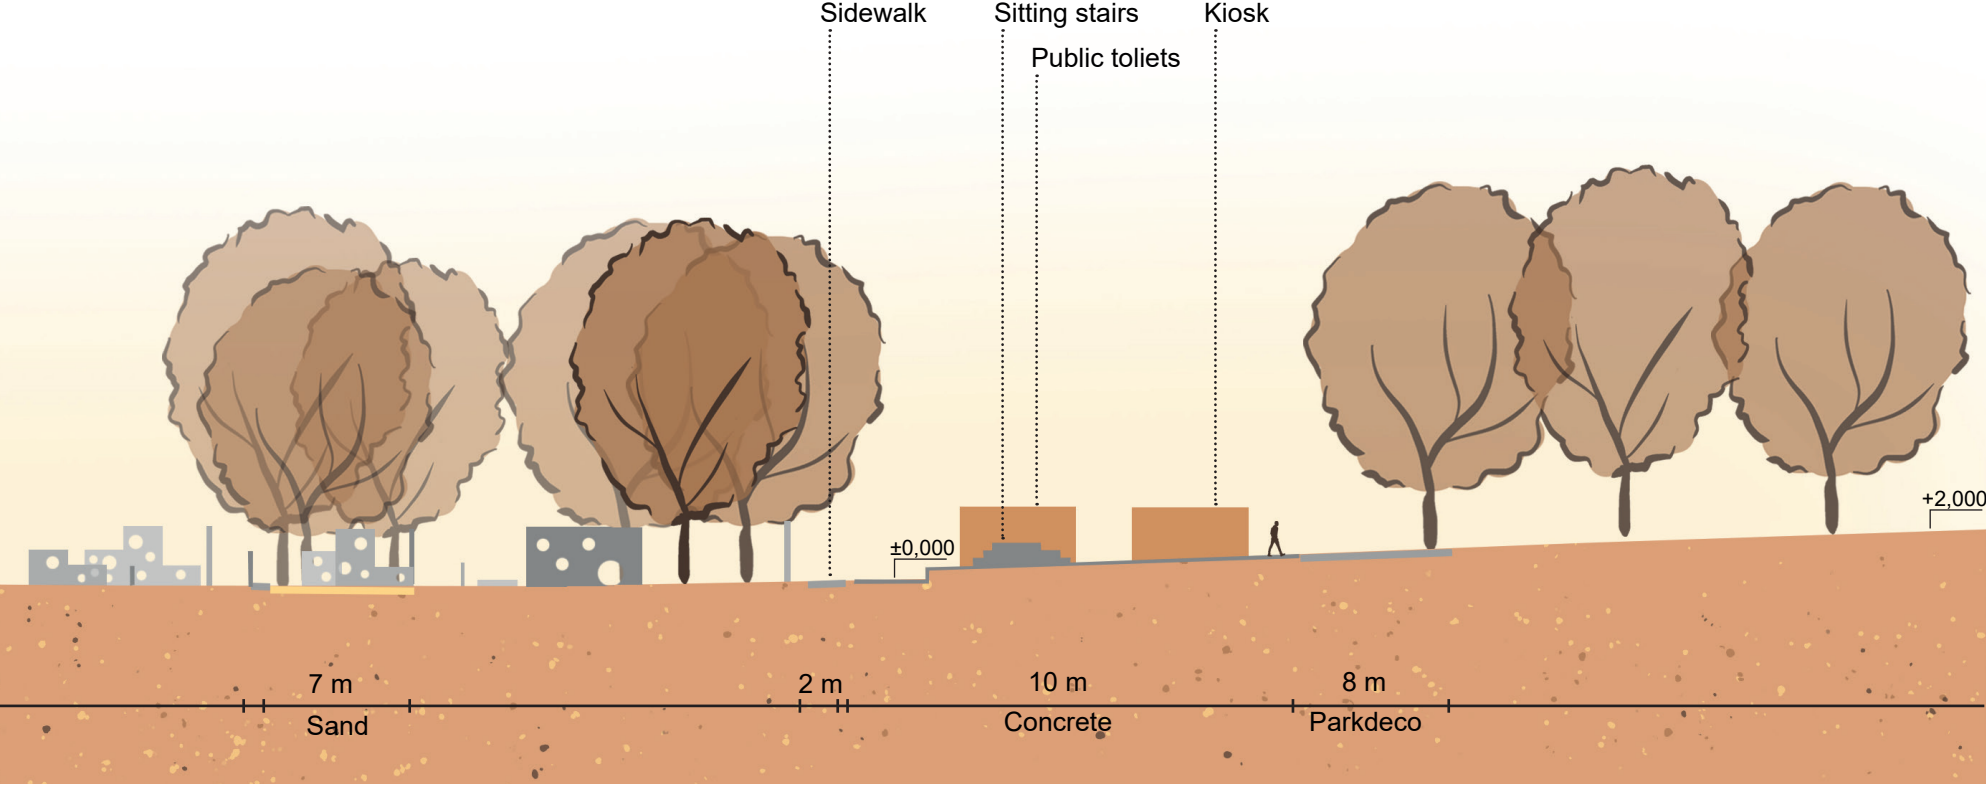 Sidewalk
Sitting stairs
Kiosk
Public toliets
+2,000
±0,000
7 m
2 m
10 m
8 m
Sand
Concrete
Parkdeco